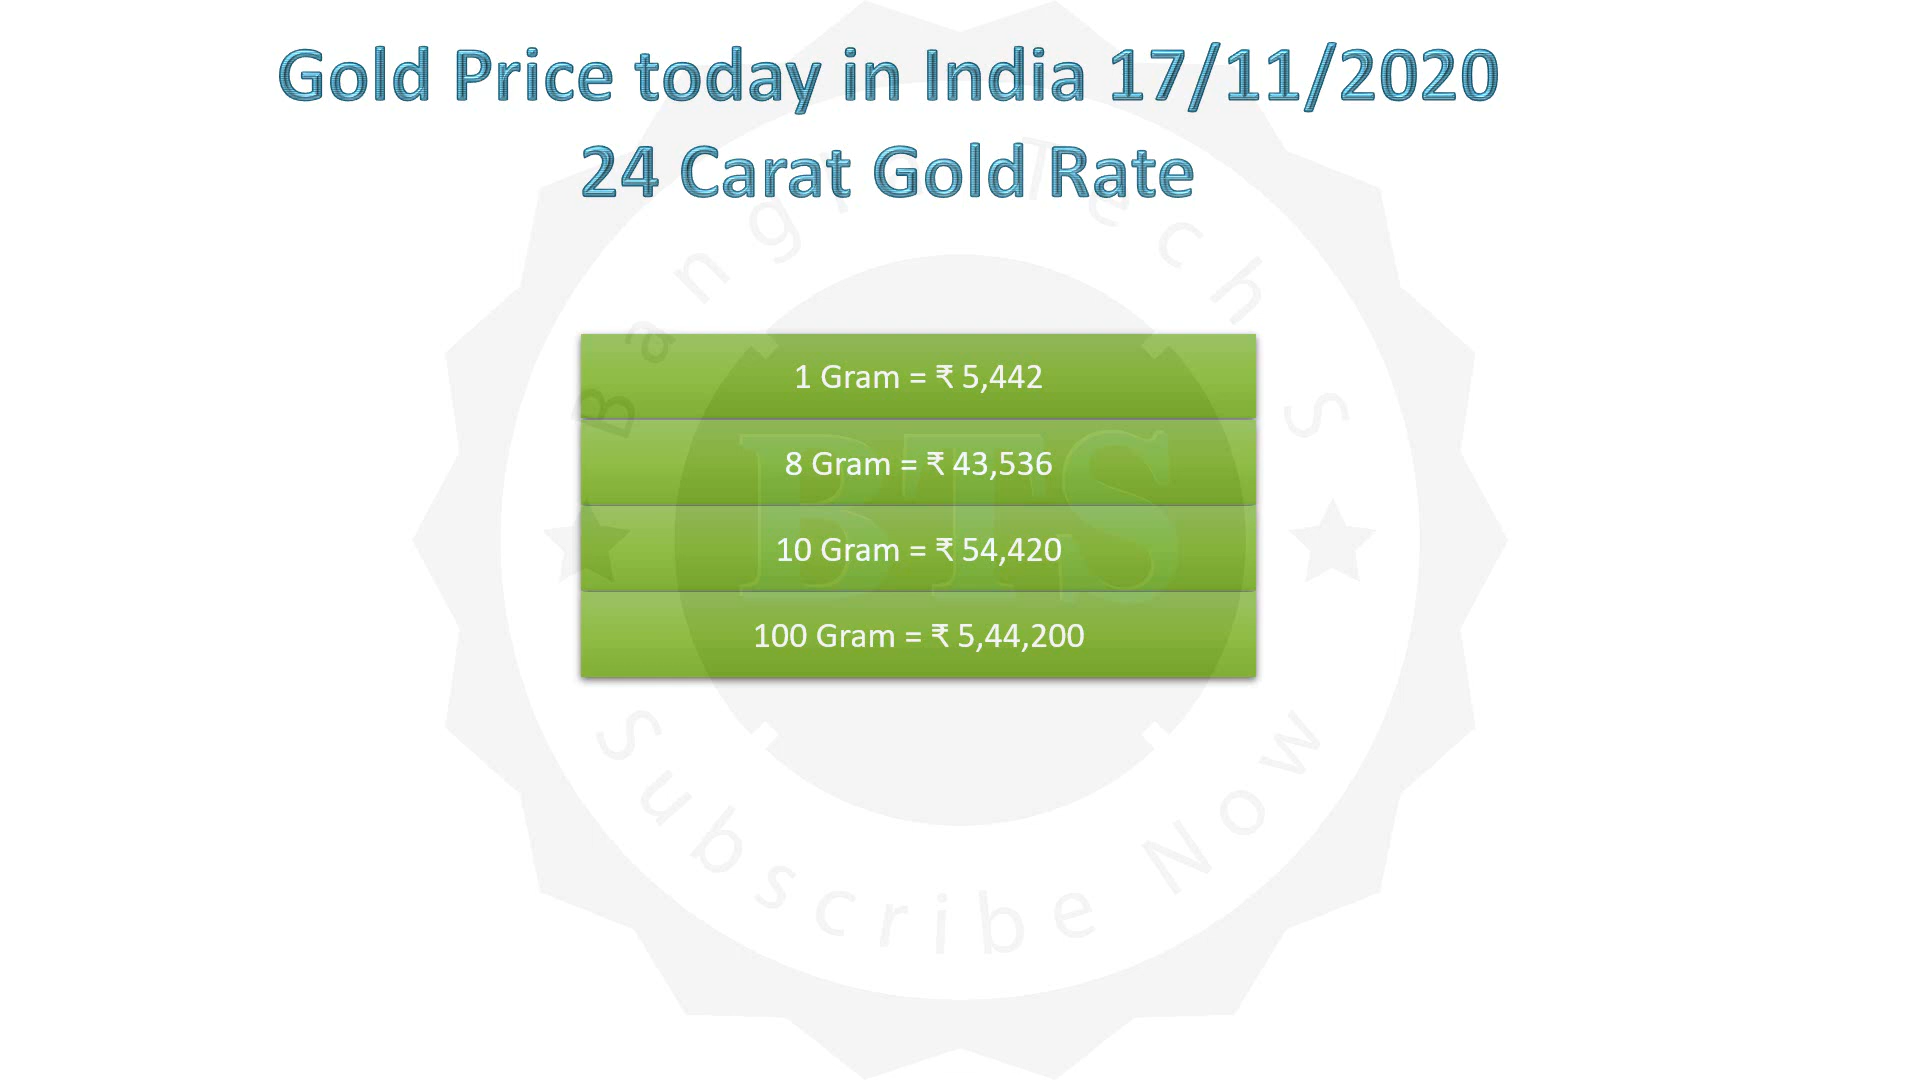 Gold Price today in India 17/11/2020
24 Carat Gold Rate
Bangla Tech S
1 Gram = ₹ 5,442
8 Gram = ₹ 43,536
BTS
10 Gram = ₹ 54,420
100 Gram = ₹ 5,44,200
Subscribe Now